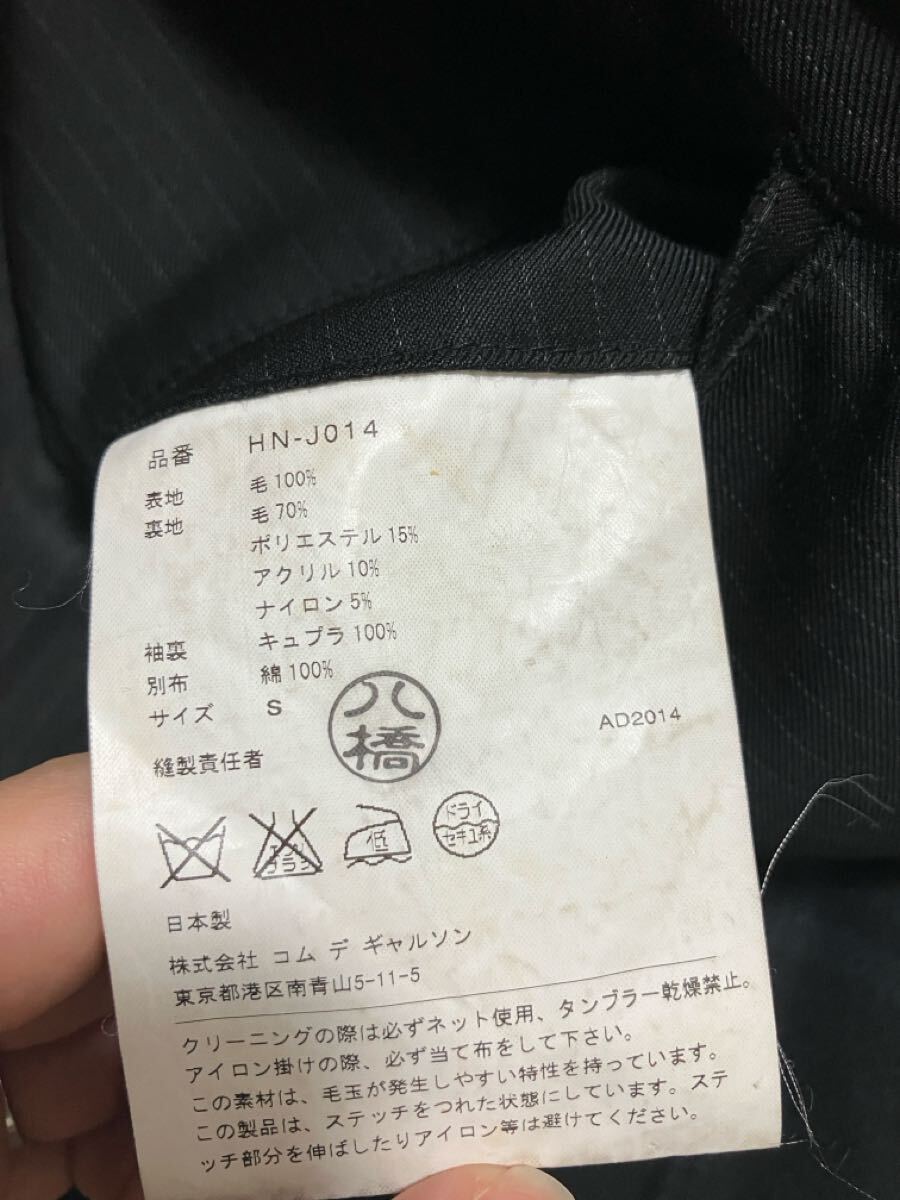 品番 HN-J014
表地 毛 100%
裏地 毛 70%
ポリエステル 15%
アクリル 10%
ナイロン 5%
袖裏 キュプラ 100%
別布 綿 100%
サイズ S
AD2014
縫製責任者 八橋
エンソ
フラシ
低
ドライ
セキユ系
日本製
株式会社 コム デ ギャルソン
東京都港区南青山5-11-5
クリーニングの際は必ずネット使用、タンブラー乾燥禁止。
アイロン掛けの際、必ず当て布をして下さい。
この素材は、毛玉が発生しやすい特性を持っています。
この製品は、ステッチをつれた状態にしています。ステ
ッチ部分を伸ばしたりアイロン等は避けてください。